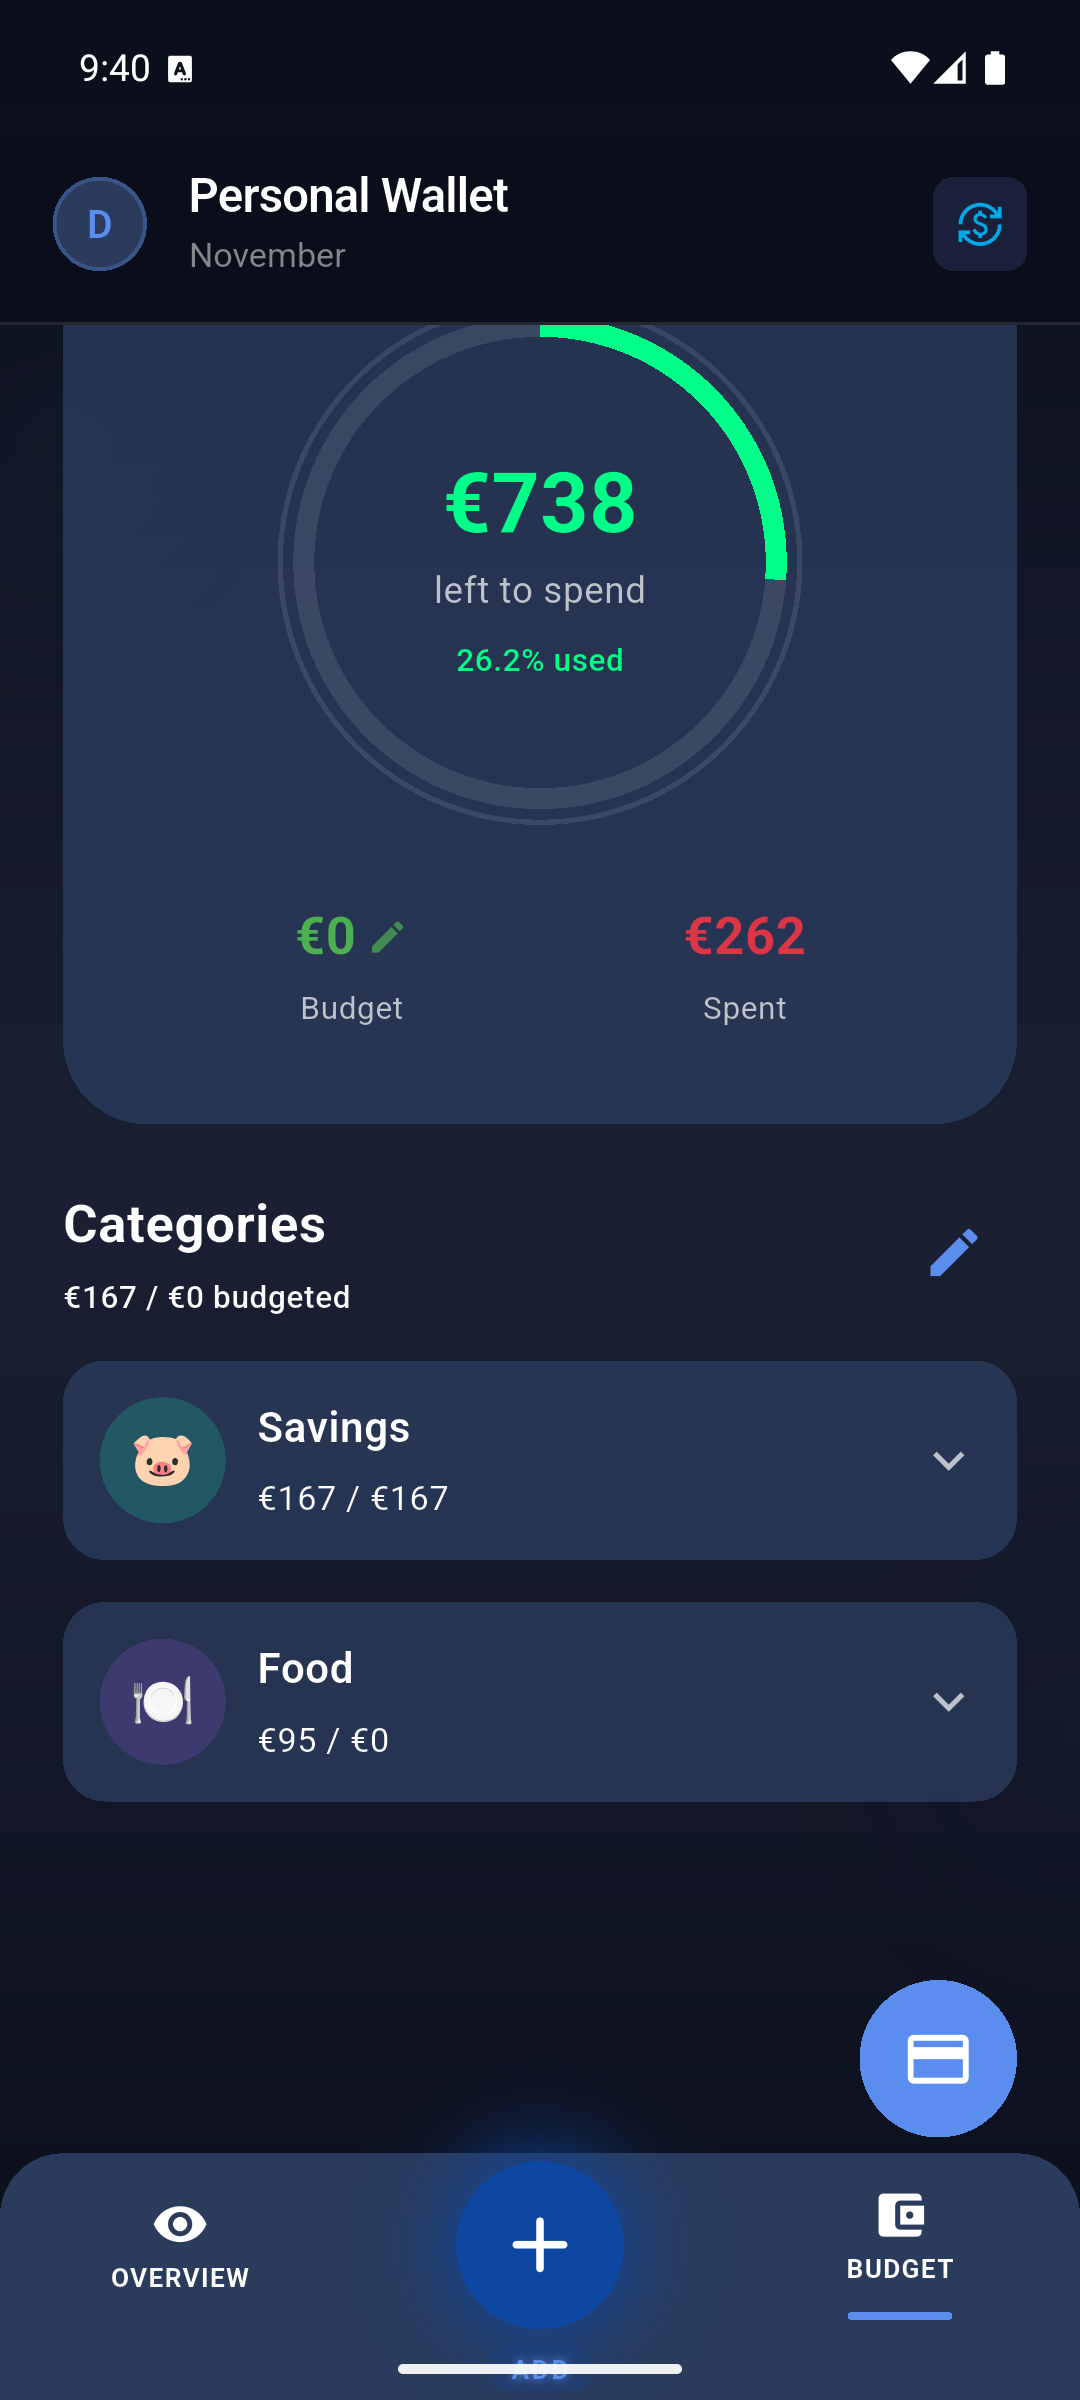 9:40
D
Personal Wallet
November
€738
left to spend
26.2% used
€0
Budget
€262
Spent
Categories
€167 / €0 budgeted
Savings
€167 / €167
Food
€95 / €0
OVERVIEW
BUDGET
ADD